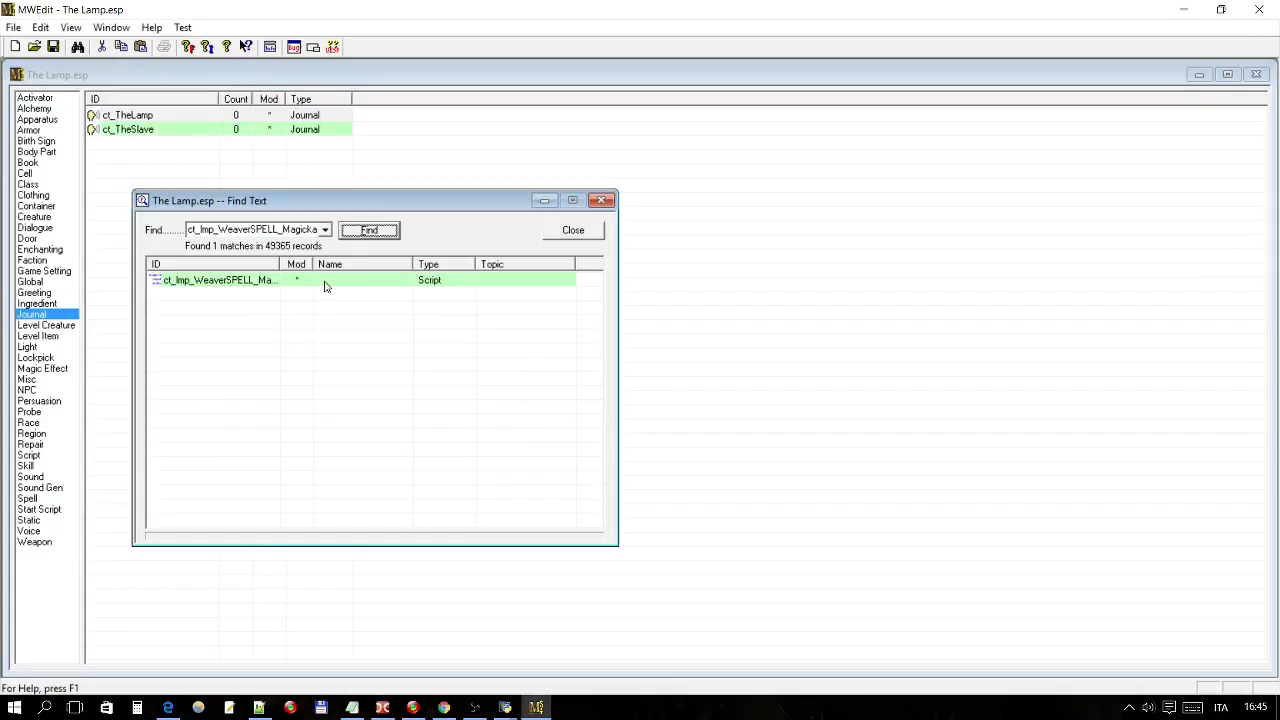 MWEdit - The Lamp.esp
File Edit View Window Help Test
The Lamp.esp
Activator
Alchemy
Apparatus
Armor
Birth Sign
Body Part
Book
Cell
Class
Clothing
Container
Creature
Dialogue
Door
Enchanting
Faction
Game Setting
Global
Greeting
Ingredient
Journal
Level Creature
Level Item
Light
Lockpick
Magic Effect
Misc
NPC
Persuasion
Probe
Race
Region
Repair
Script
Skill
Sound
Sound Gen
Spell
Start Script
Static
Voice
Weapon
ID Count Mod Type
ct_TheLamp 0 * Journal
ct_TheSlave 0 * Journal
The Lamp.esp -- Find Text
Find........ ct_Imp_WeaverSPELL_Magicka Find Close
Found 1 matches in 49365 records
ID Mod Name Type Topic
ct_Imp_WeaverSPELL_Ma... * Script
For Help, press F1
ITA 16:45